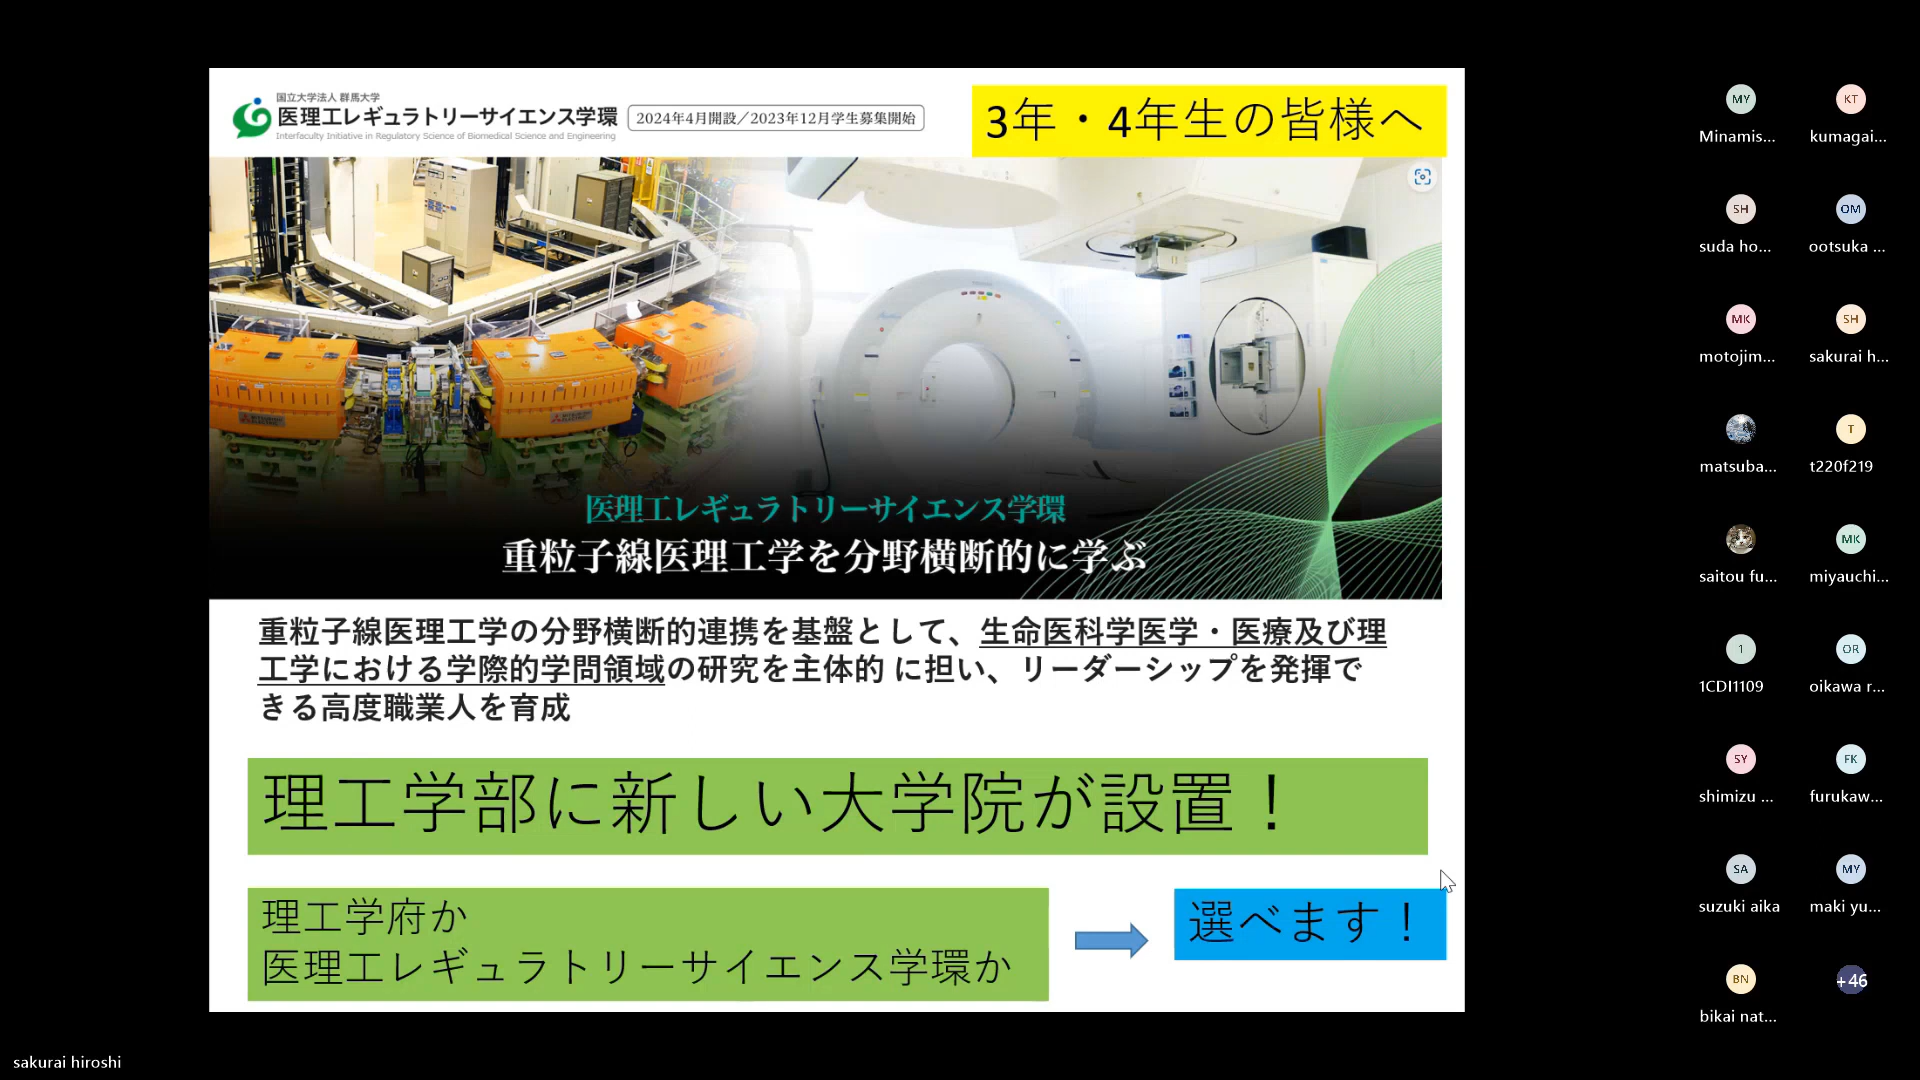 国立大学法人 群馬大学
医理工レギュラトリーサイエンス学環
Interfaculty Initiative in Regulatory Science of Biomedical Science and Engineering
2024年4月開設／2023年12月学生募集開始
3年・4年生の皆様へ
医理工レギュラトリーサイエンス学環
重粒子線医理工学を分野横断的に学ぶ
重粒子線医理工学の分野横断的連携を基盤として、生命医科学医学・医療及び理
工学における学際的学問領域の研究を主体的 に担い、リーダーシップを発揮で
きる高度職業人を育成
理工学部に新しい大学院が設置！
理工学府か
医理工レギュラトリーサイエンス学環か
選べます！
MY
Minamis...
KT
kumagai...
SH
suda ho...
OM
ootsuka ...
MK
motojim...
SH
sakurai h...
matsuba...
T
t220f219
saitou fu...
MK
miyauchi...
1
1CDI1109
OR
oikawa r...
SY
shimizu ...
FK
furukaw...
SA
suzuki aika
MY
maki yu...
BN
bikai nat...
+46
sakurai hiroshi